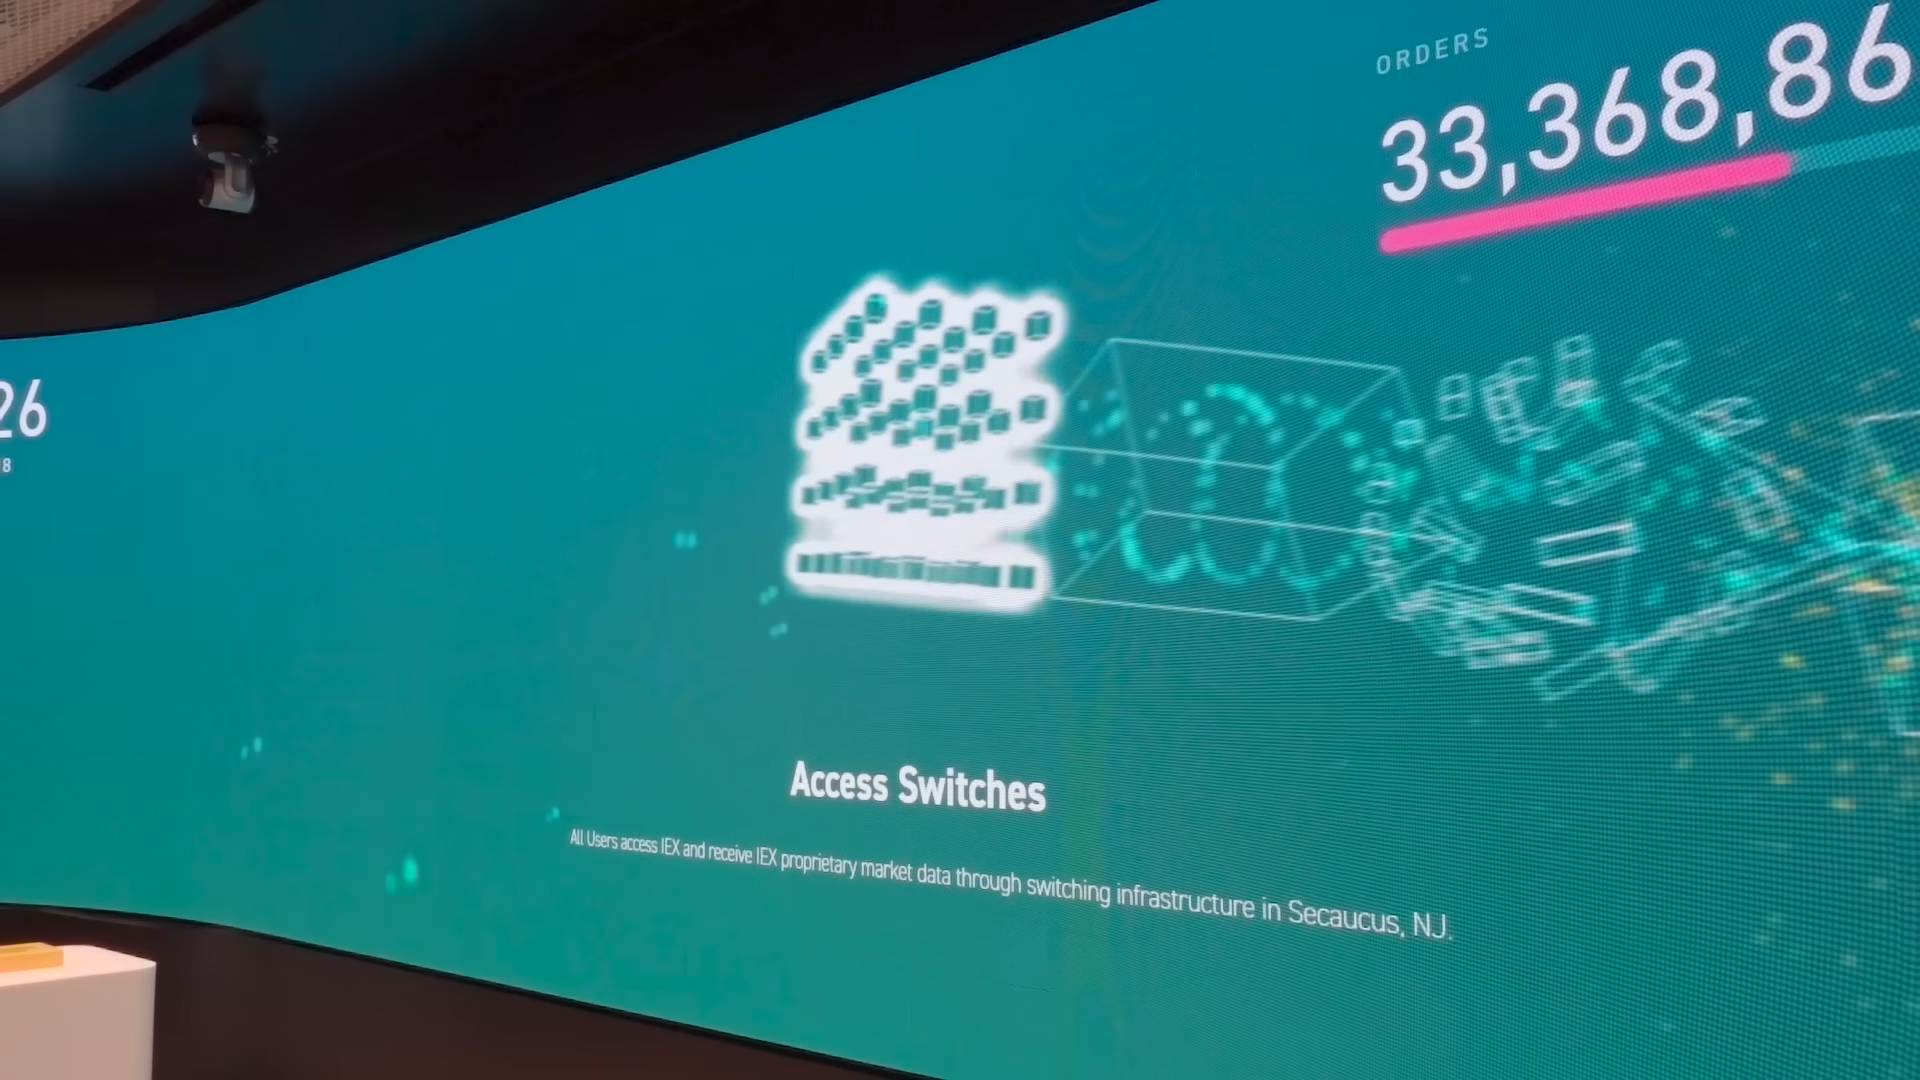 ORDERS
33,368,86
26
8
Access Switches
All Users access IEX and receive IEX proprietary market data through switching infrastructure in Secaucus, NJ.